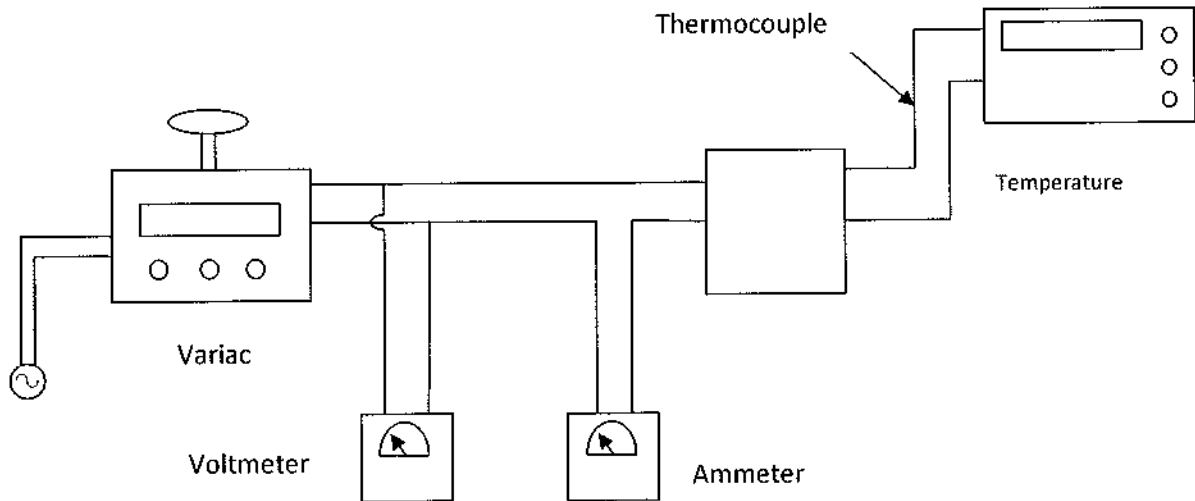 Thermocouple
Temperature
Variac
Voltmeter
Ammeter